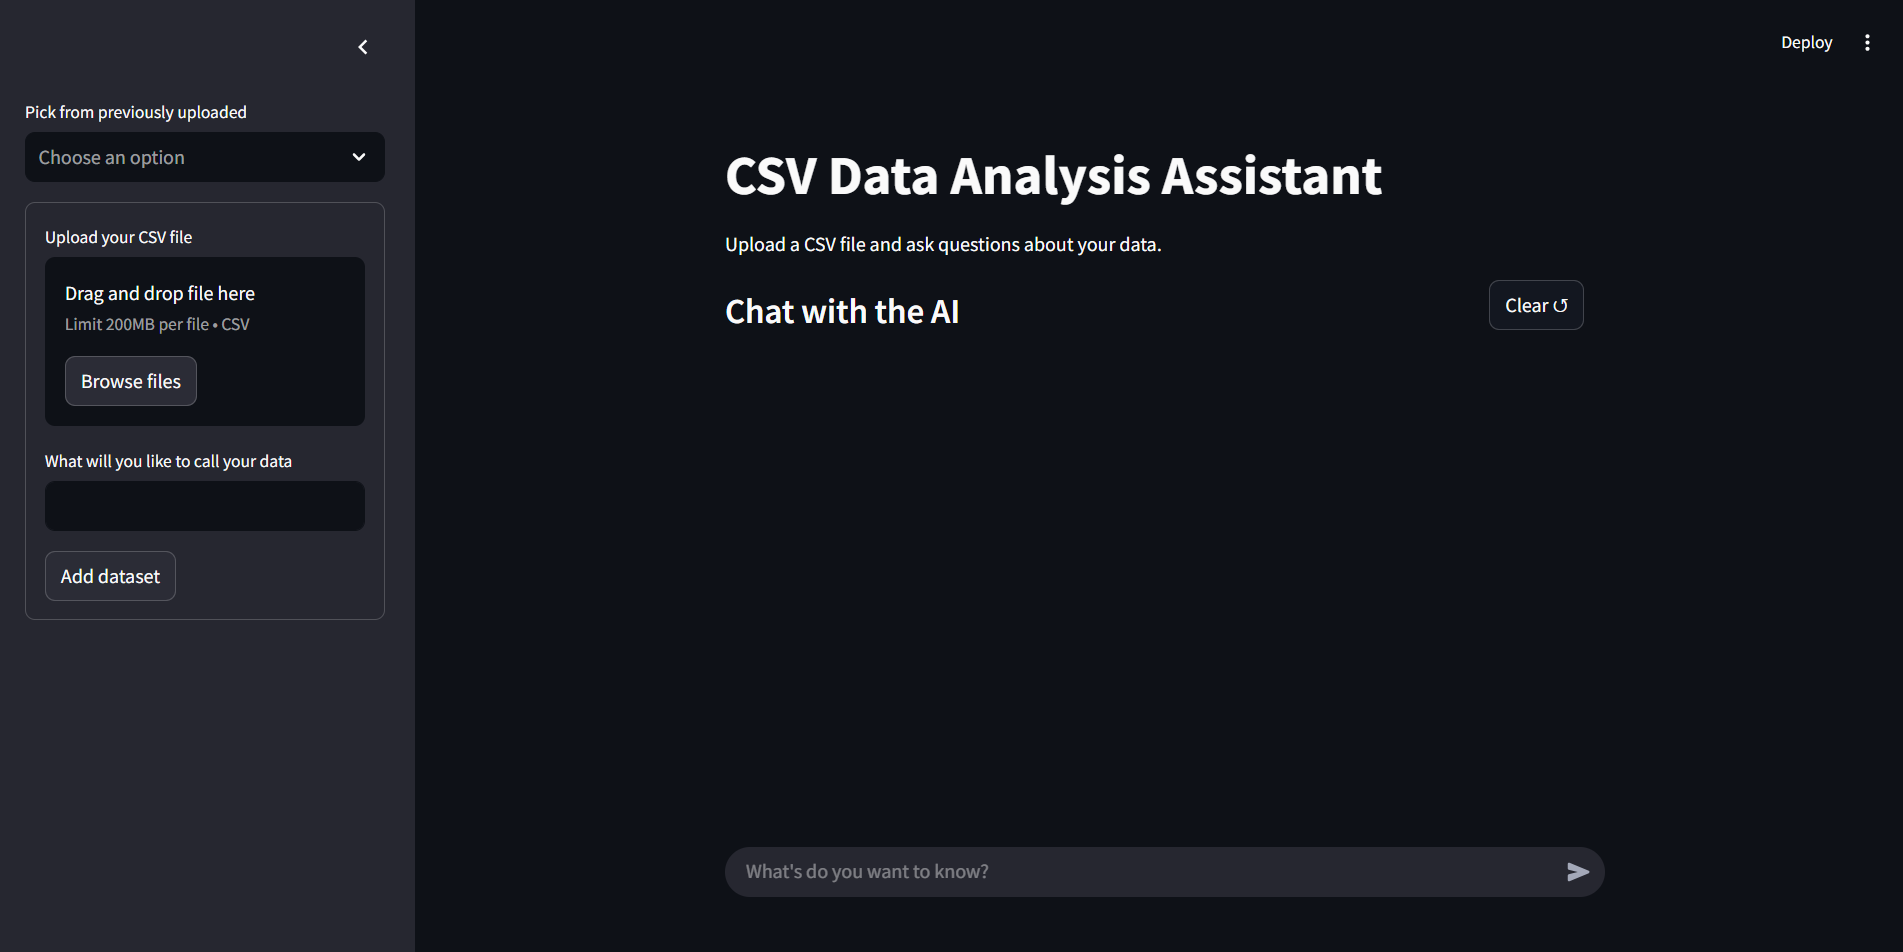 Pick from previously uploaded
Choose an option
Upload your CSV file
Drag and drop file here
Limit 200MB per file • CSV
Browse files
What will you like to call your data
Add dataset
Deploy
CSV Data Analysis Assistant
Upload a CSV file and ask questions about your data.
Chat with the AI
Clear ↺
What's do you want to know?